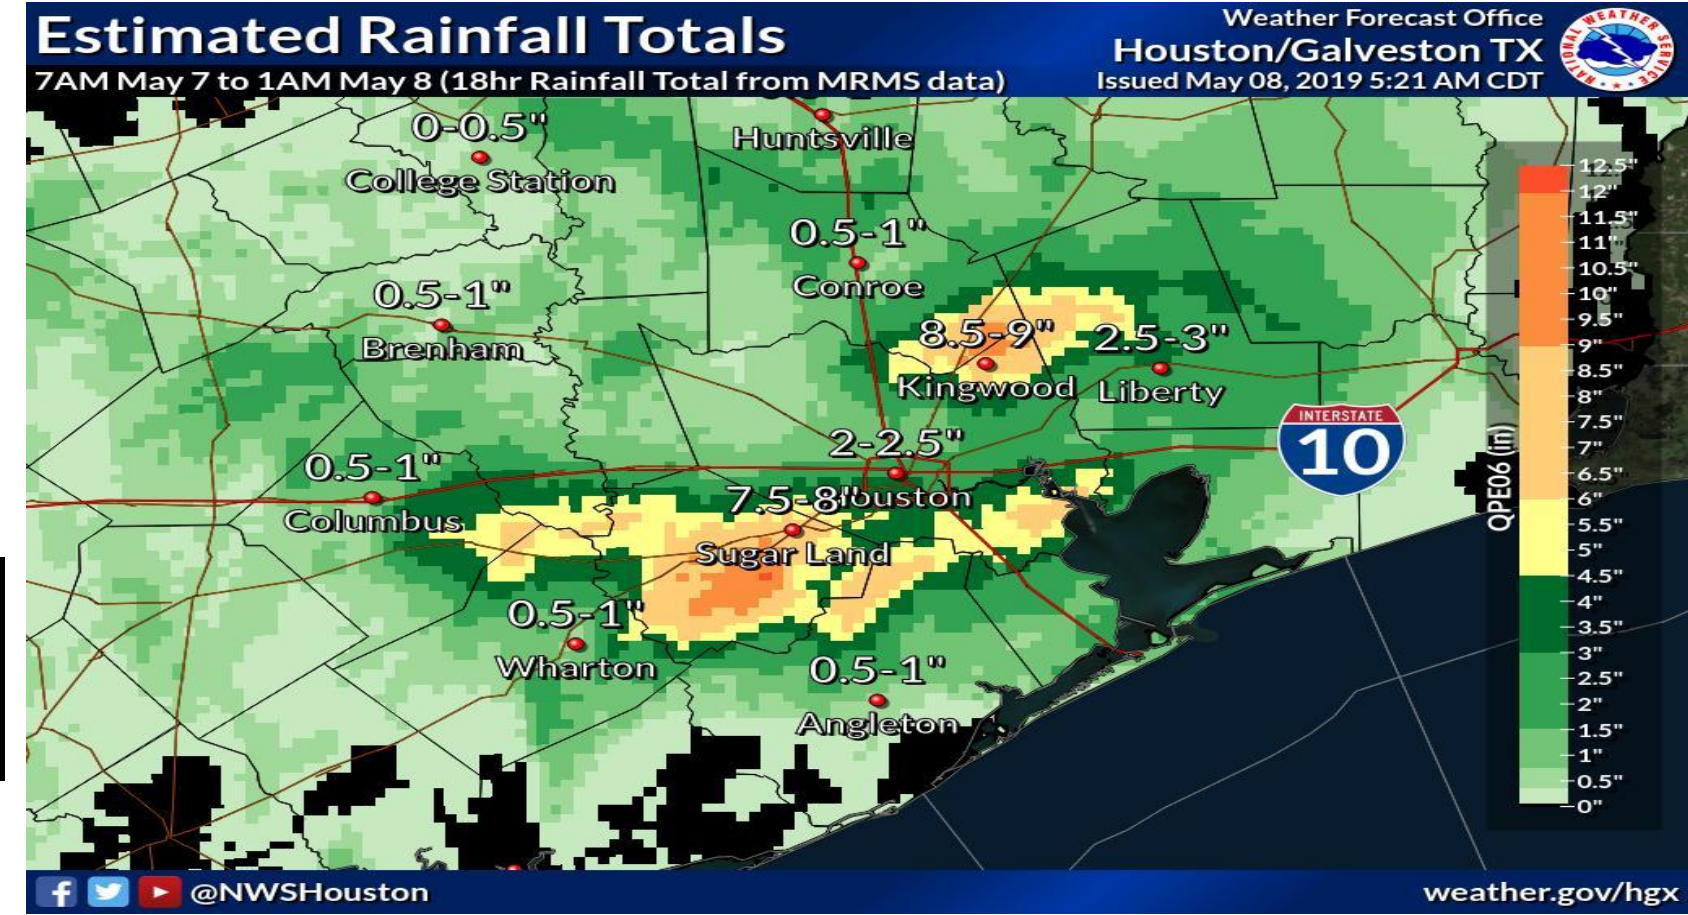 Estimated Rainfall Totals
7AM May 7 to 1AM May 8 (18hr Rainfall Total from MRMS data)
Weather Forecast Office
Houston/Galveston TX
Issued May 08, 2019 5:21 AM CDT
NATIONAL WEATHER SERVICE
Huntsville
0-0.5"
College Station
0.5-1"
Conroe
0.5-1"
Brenham
8.5-9"
Kingwood
2.5-3"
Liberty
2-2.5"
Houston
0.5-1"
Columbus
7.5-8"
Sugar Land
0.5-1"
Wharton
0.5-1"
Angleton
INTERSTATE
10
QPE06 (in)
12.5"
12"
11.5"
11"
10.5"
10"
9.5"
9"
8.5"
8"
7.5"
7"
6.5"
6"
5.5"
5"
4.5"
4"
3.5"
3"
2.5"
2"
1.5"
1"
0.5"
0"
@NWSHouston
weather.gov/hgx